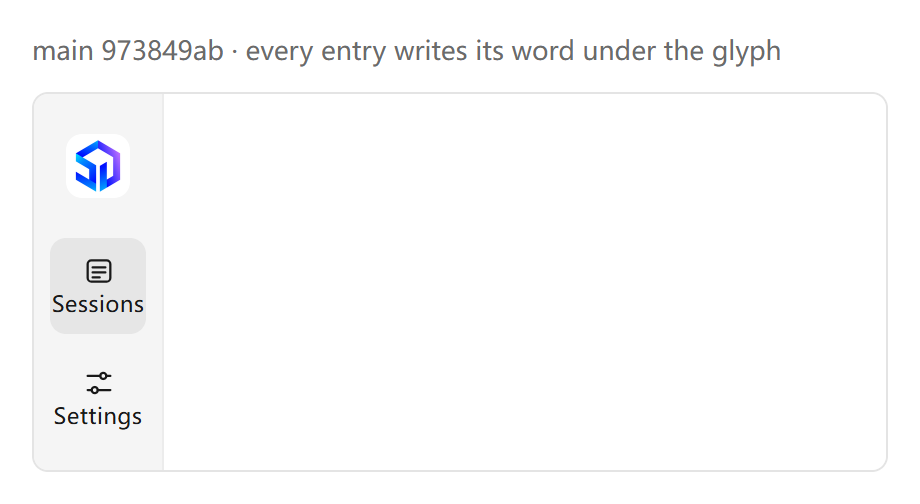 main 973849ab · every entry writes its word under the glyph
Sessions
Settings